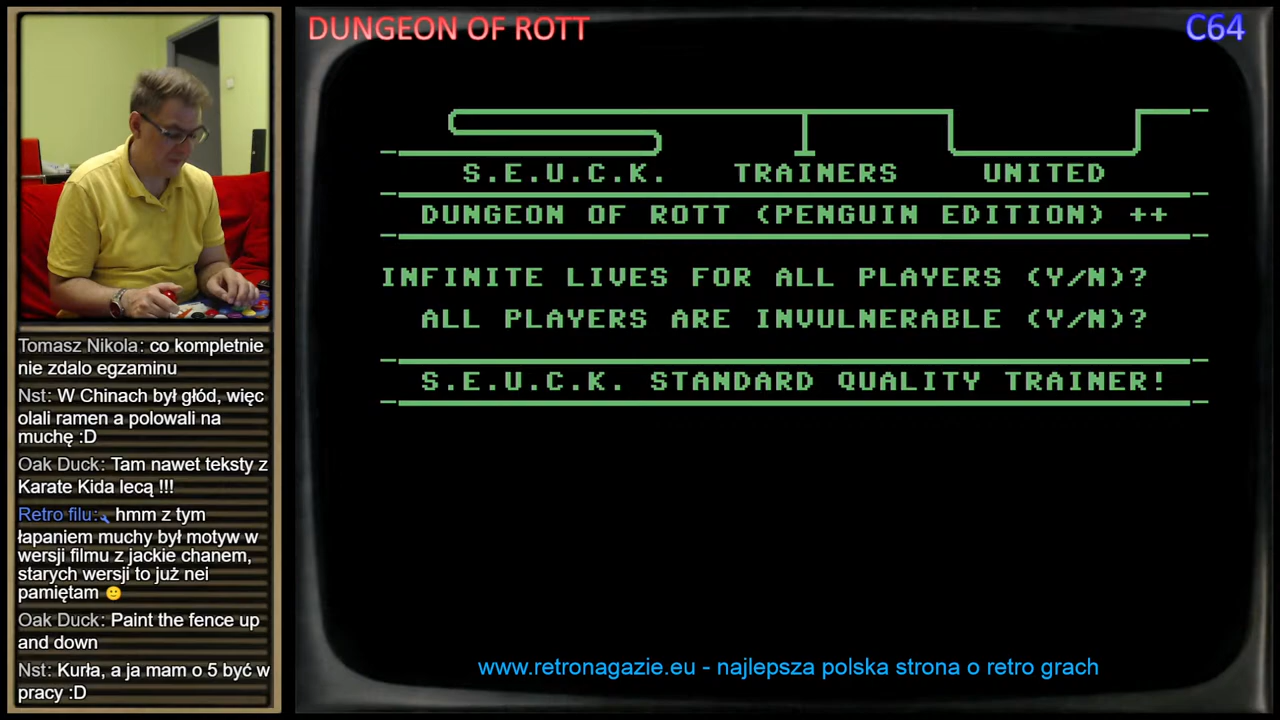 DUNGEON OF ROTT
C64
S.E.U.C.K. TRAINERS UNITED
DUNGEON OF ROTT (PENGUIN EDITION) ++
INFINITE LIVES FOR ALL PLAYERS (Y/N)?
ALL PLAYERS ARE INVULNERABLE (Y/N)?
S.E.U.C.K. STANDARD QUALITY TRAINER!
www.retronagazie.eu - najlepsza polska strona o retro grach
Tomasz Nikola: co kompletnie
nie zdalo egzaminu
Nst: W Chinach był głód, więc
olali ramen a polowali na
muchę :D
Oak Duck: Tam nawet teksty z
Karate Kida lecą !!!
Retro filu: hmm z tym
łapaniem muchy był motyw w
wersji filmu z jackie chanem,
starych wersji to już nei
pamiętam 🙂
Oak Duck: Paint the fence up
and down
Nst: Kurła, a ja mam o 5 być w
pracy :D